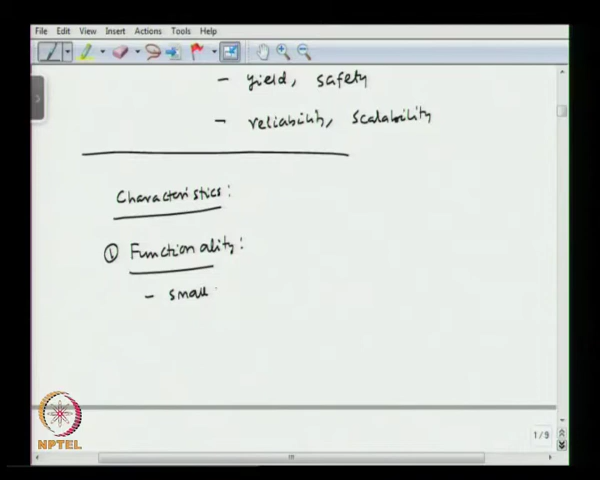 File Edit View Insert Actions Tools Help
- yield, safety
- reliability, scalability
Characteristics:
① Functionality:
- small
1/9
NPTEL